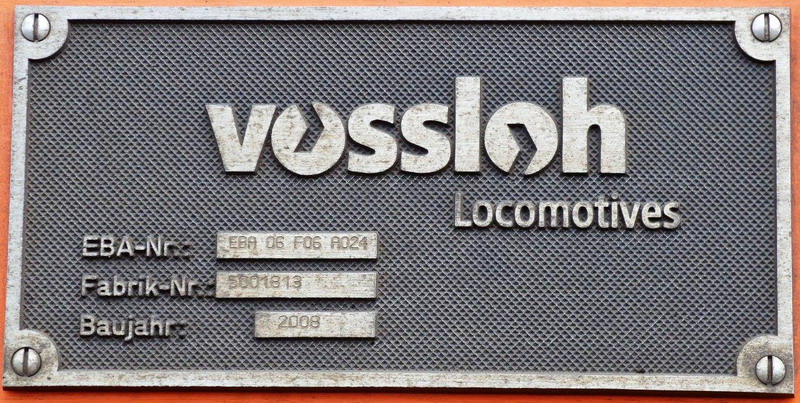 vossloh
Locomotives
EBA-Nr.: EBA 06 F06 A024
Fabrik-Nr.: 5001813
Baujahr: 2008